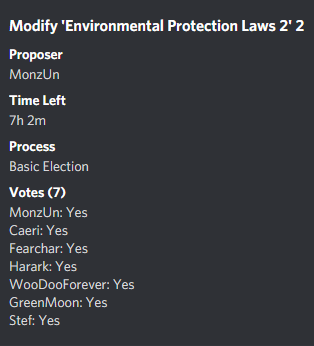 Modify 'Environmental Protection Laws 2' 2
Proposer
MonzUn
Time Left
7h 2m
Process
Basic Election
Votes (7)
MonzUn: Yes
Caeri: Yes
Fearchar: Yes
Harark: Yes
WooDooForever: Yes
GreenMoon: Yes
Stef: Yes